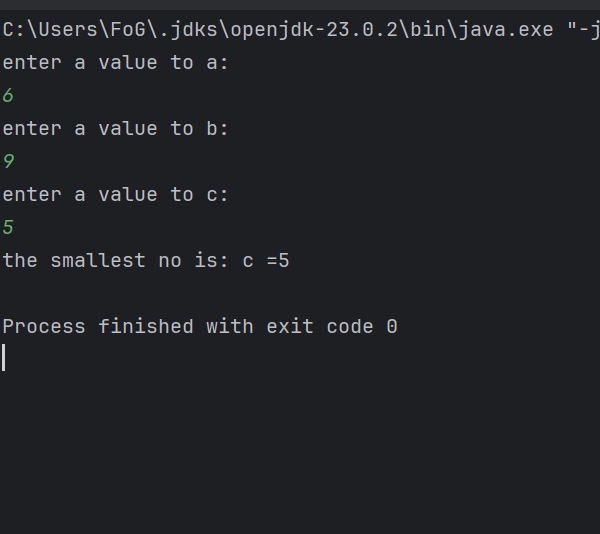 C:\Users\FoG\.jdks\openjdk-23.0.2\bin\java.exe "-j
enter a value to a:
6
enter a value to b:
9
enter a value to c:
5
the smallest no is: c =5
Process finished with exit code 0